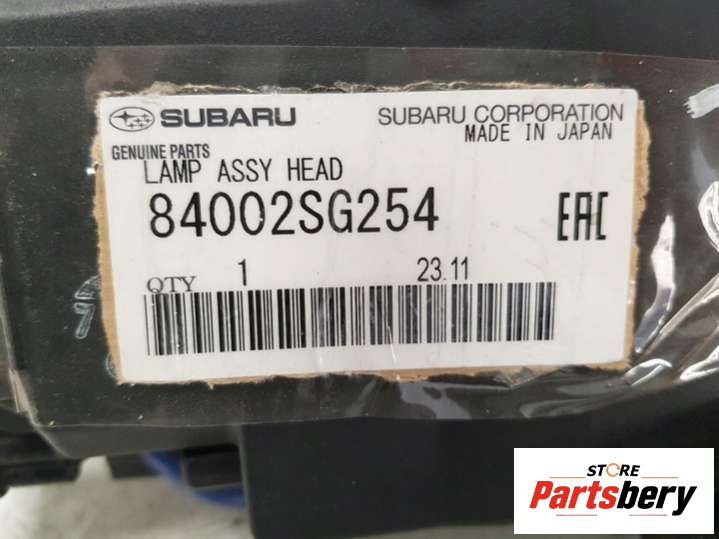 SUBARU
SUBARU CORPORATION
MADE IN JAPAN
GENUINE PARTS
LAMP ASSY HEAD
84002SG254
EAC
QTY 1 23.11
STORE
Partsbery